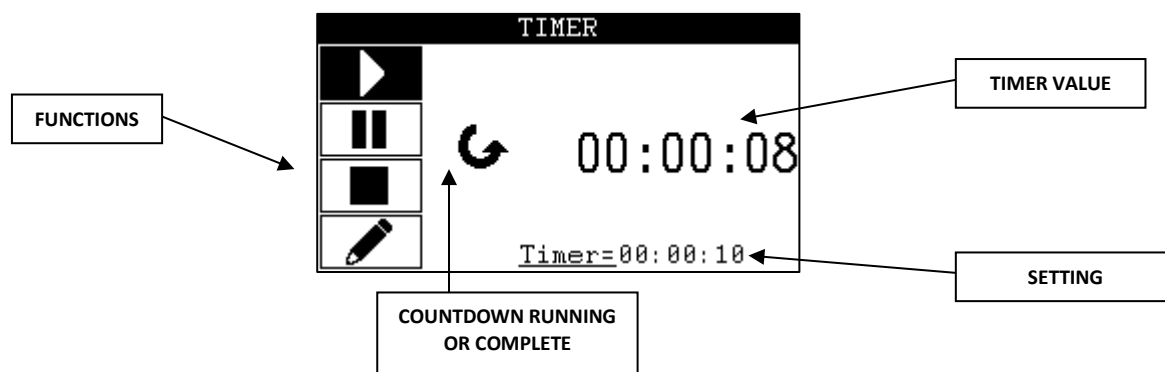 TIMER
TIMER VALUE
FUNCTIONS
00:00:08
Timer=00:00:10
SETTING
COUNTDOWN RUNNING
OR COMPLETE